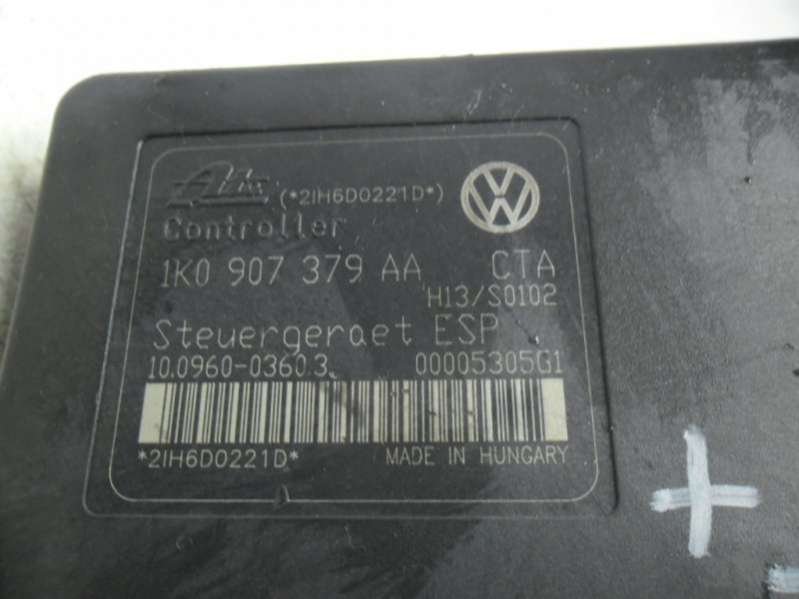 Ate (*2IH6D0221D*)
Controller
1K0 907 379 AA CTA
H13/S0102
Steuergeraet ESP
10.0960-0360.3 00005305G1
*2IH6D0221D* MADE IN HUNGARY